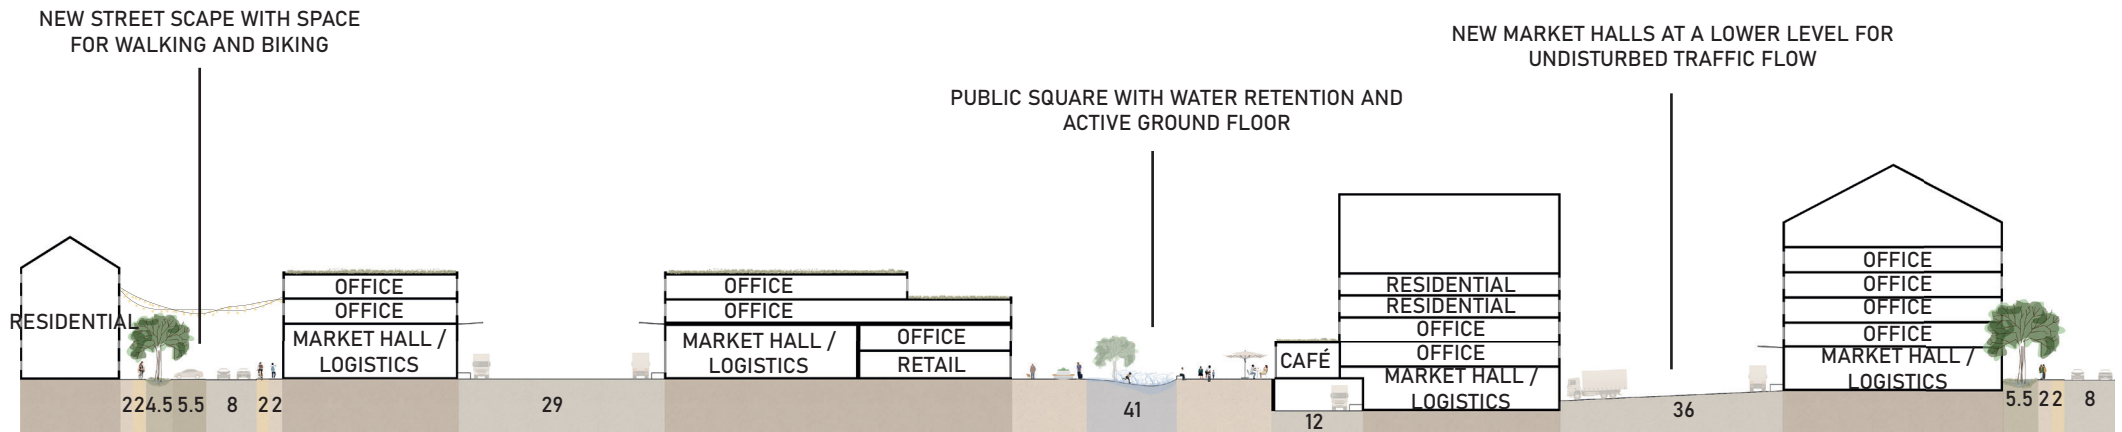 NEW STREET SCAPE WITH SPACE
FOR WALKING AND BIKING
NEW MARKET HALLS AT A LOWER LEVEL FOR
UNDISTURBED TRAFFIC FLOW
PUBLIC SQUARE WITH WATER RETENTION AND
ACTIVE GROUND FLOOR
RESIDENTIAL
OFFICE
OFFICE
MARKET HALL /
LOGISTICS
OFFICE
OFFICE
MARKET HALL /
LOGISTICS
OFFICE
RETAIL
CAFÉ
RESIDENTIAL
RESIDENTIAL
OFFICE
OFFICE
MARKET HALL /
LOGISTICS
OFFICE
OFFICE
OFFICE
OFFICE
MARKET HALL /
LOGISTICS
2 2 4.5 5.5 8 2 2
29
41
12
36
5.5 2 2 8